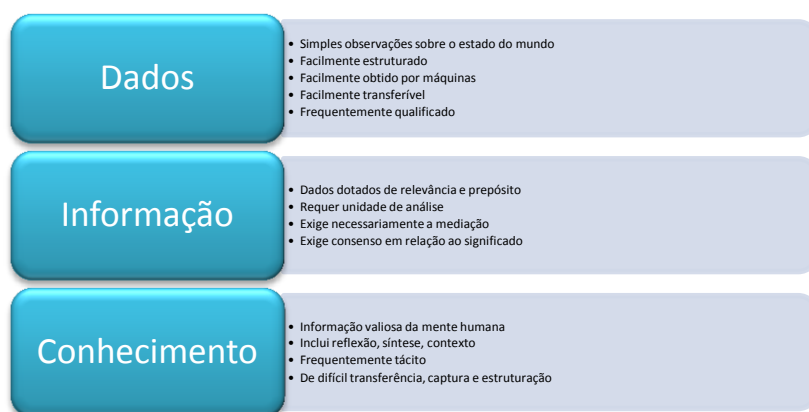 Dados
• Simples observações sobre o estado do mundo
• Facilmente estruturado
• Facilmente obtido por máquinas
• Facilmente transferível
• Frequentemente qualificado
Informação
• Dados dotados de relevância e prepósito
• Requer unidade de análise
• Exige necessariamente a mediação
• Exige consenso em relação ao significado
Conhecimento
• Informação valiosa da mente humana
• Inclui reflexão, síntese, contexto
• Frequentemente tácito
• De difícil transferência, captura e estruturação